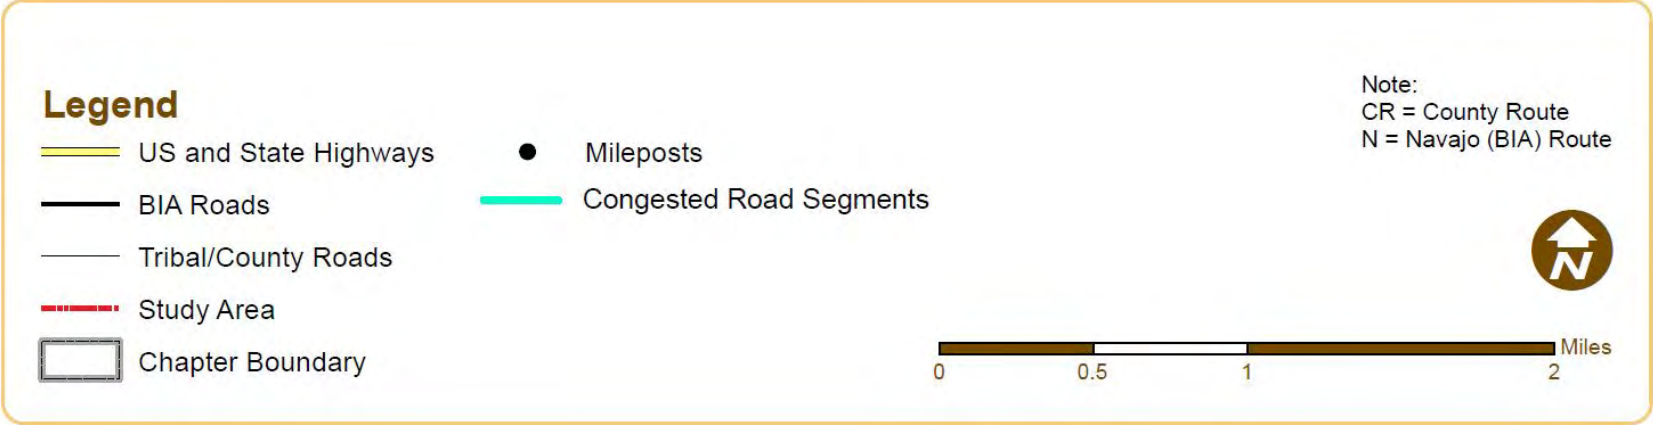 Legend
US and State Highways
BIA Roads
Tribal/County Roads
Study Area
Chapter Boundary
Mileposts
Congested Road Segments
Note:
CR = County Route
N = Navajo (BIA) Route
N
Miles
0 0.5 1 2